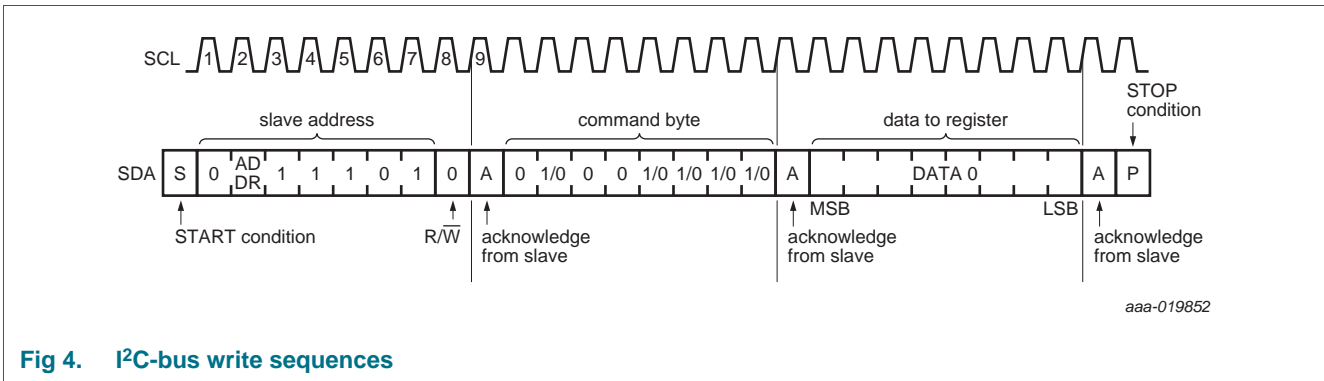 SCL 1 2 3 4 5 6 7 8 9
STOP
condition
slave address command byte data to register
SDA S 0 AD 1 1 1 0 1 0 A 0 1/0 0 0 1/0 1/0 1/0 1/0 A DATA 0 A P
DR
MSB LSB
START condition R/W̅ acknowledge acknowledge acknowledge
from slave from slave from slave
aaa-019852
Fig 4. I²C-bus write sequences